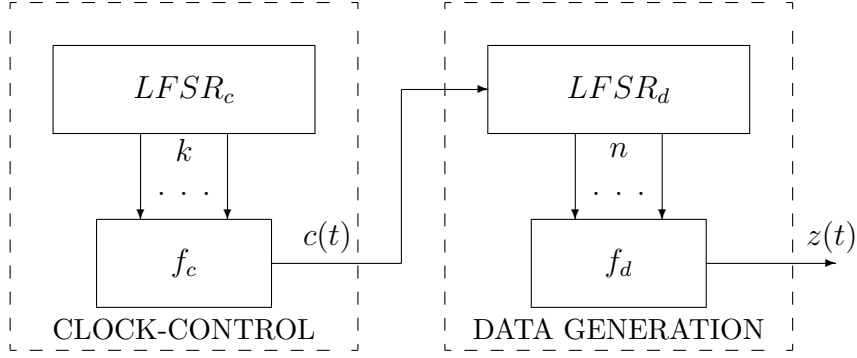 LFSR_c
LFSR_d
k
n
. . .
. . .
c(t)
z(t)
f_c
f_d
CLOCK-CONTROL
DATA GENERATION